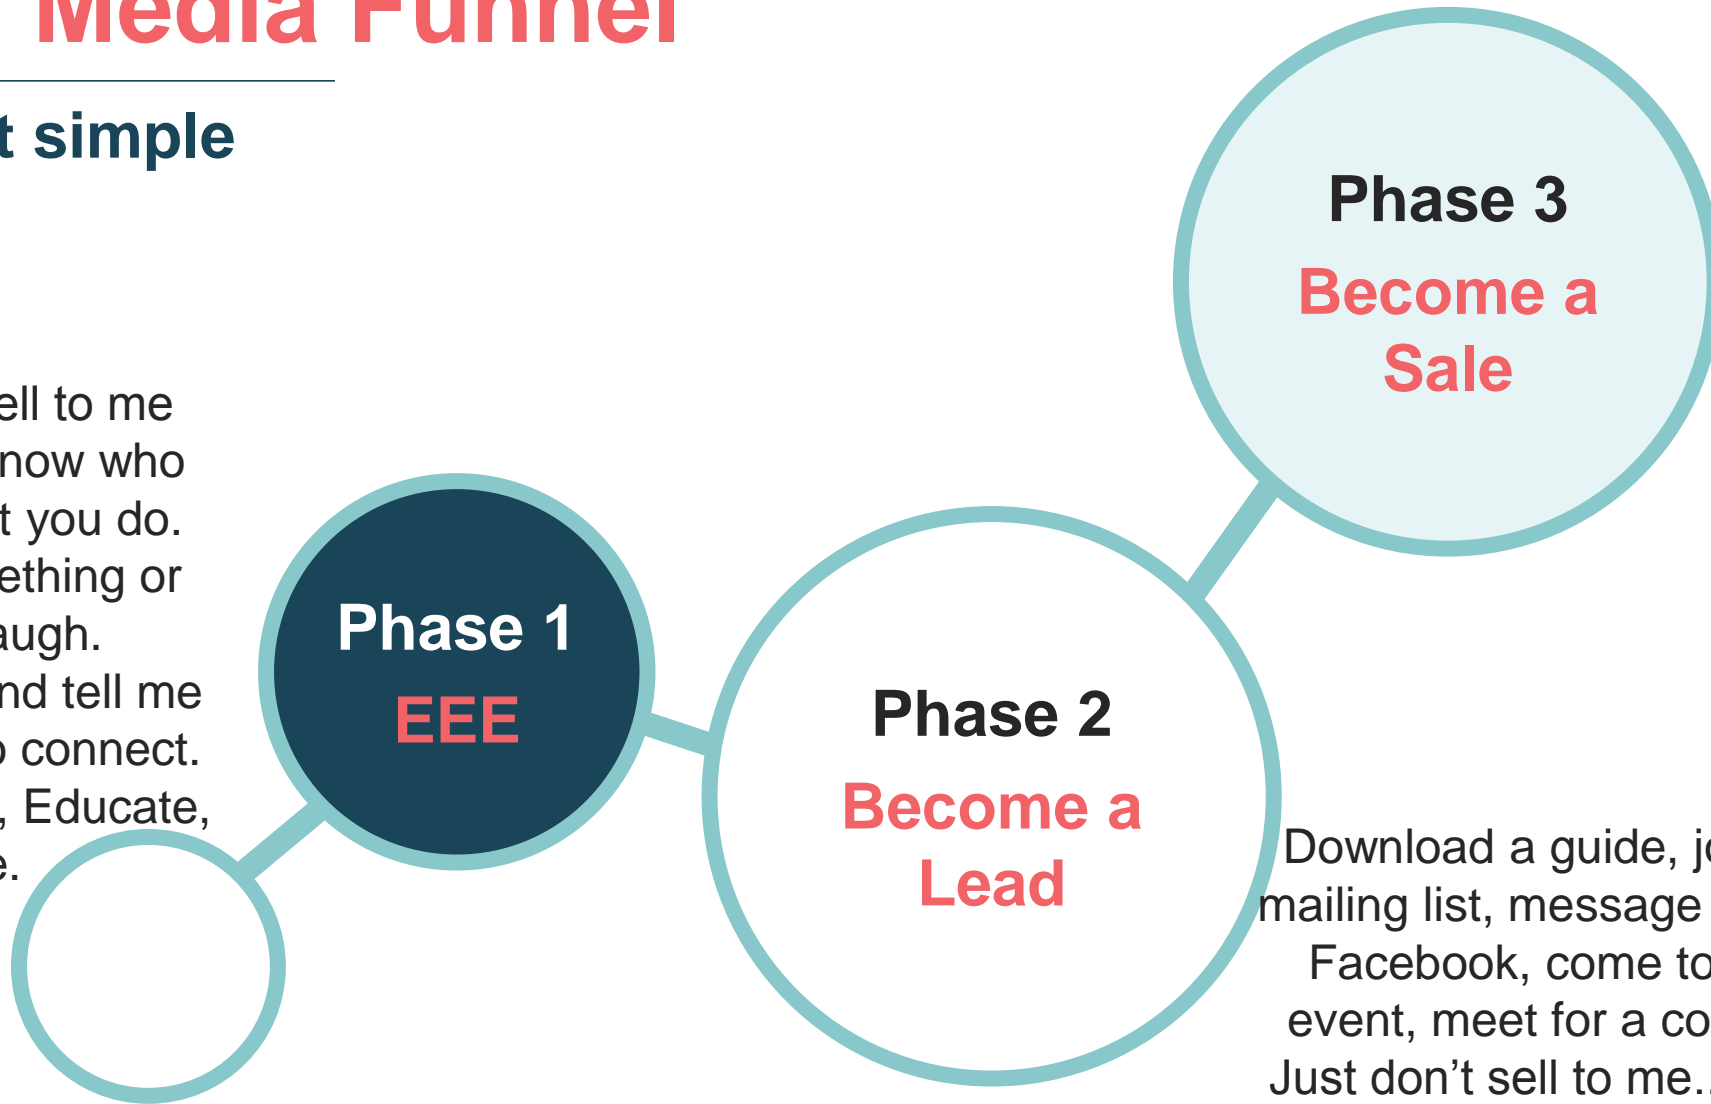 Media Funnel
t simple
ell to me
now who
t you do.
ething or
augh.
nd tell me
o connect.
, Educate,
e.
Phase 1
EEE
Phase 2
Become a
Lead
Phase 3
Become a
Sale
Download a guide, jo
mailing list, message
Facebook, come to
event, meet for a co
Just don’t sell to me..